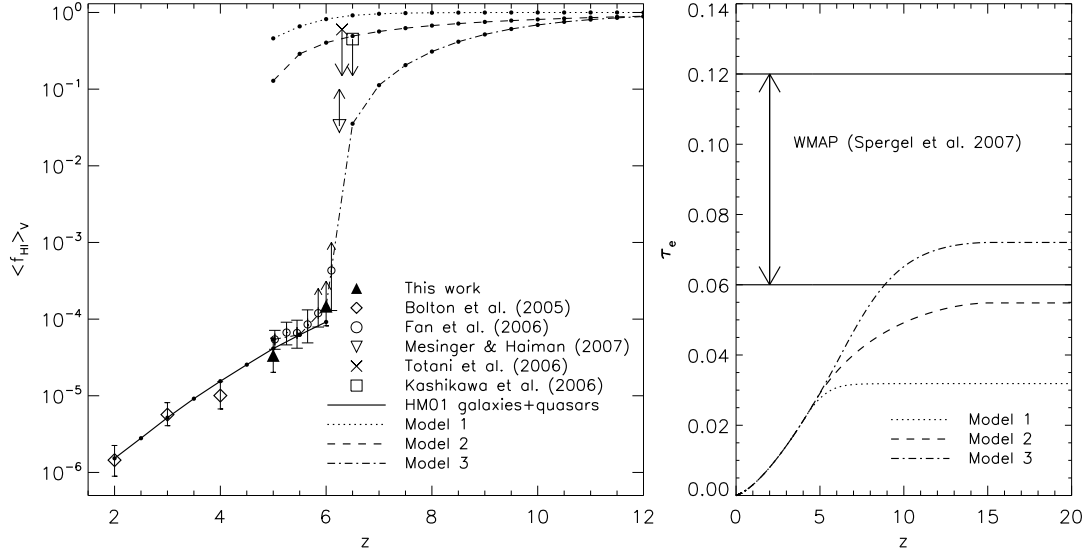 10⁰
10⁻¹
10⁻²
10⁻³
10⁻⁴
10⁻⁵
10⁻⁶
<f_HI>_V
This work
Bolton et al. (2005)
Fan et al. (2006)
Mesinger & Haiman (2007)
Totani et al. (2006)
Kashikawa et al. (2006)
HM01 galaxies+quasars
Model 1
Model 2
Model 3
2 4 6 8 10 12
z
0.14
0.12
0.10
0.08
0.06
0.04
0.02
0.00
τ_e
WMAP (Spergel et al. 2007)
Model 1
Model 2
Model 3
0 5 10 15 20
z